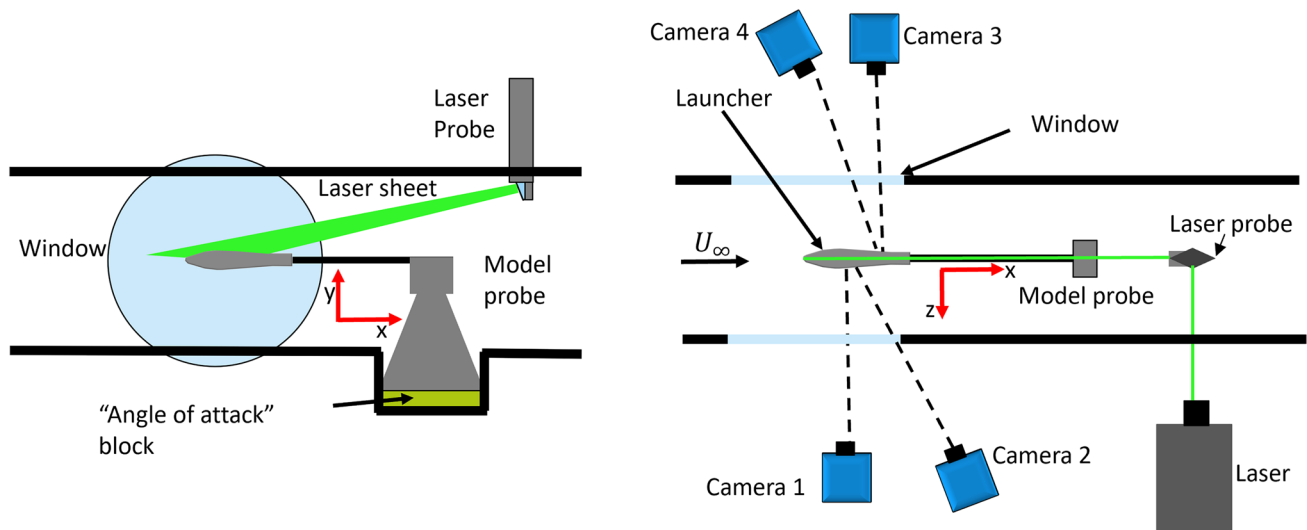 Laser
Probe
Laser sheet
Window
Model
probe
y
x
“Angle of attack”
block
Camera 4
Camera 3
Launcher
Window
U∞
Laser probe
x
Model probe
z
Camera 1
Camera 2
Laser